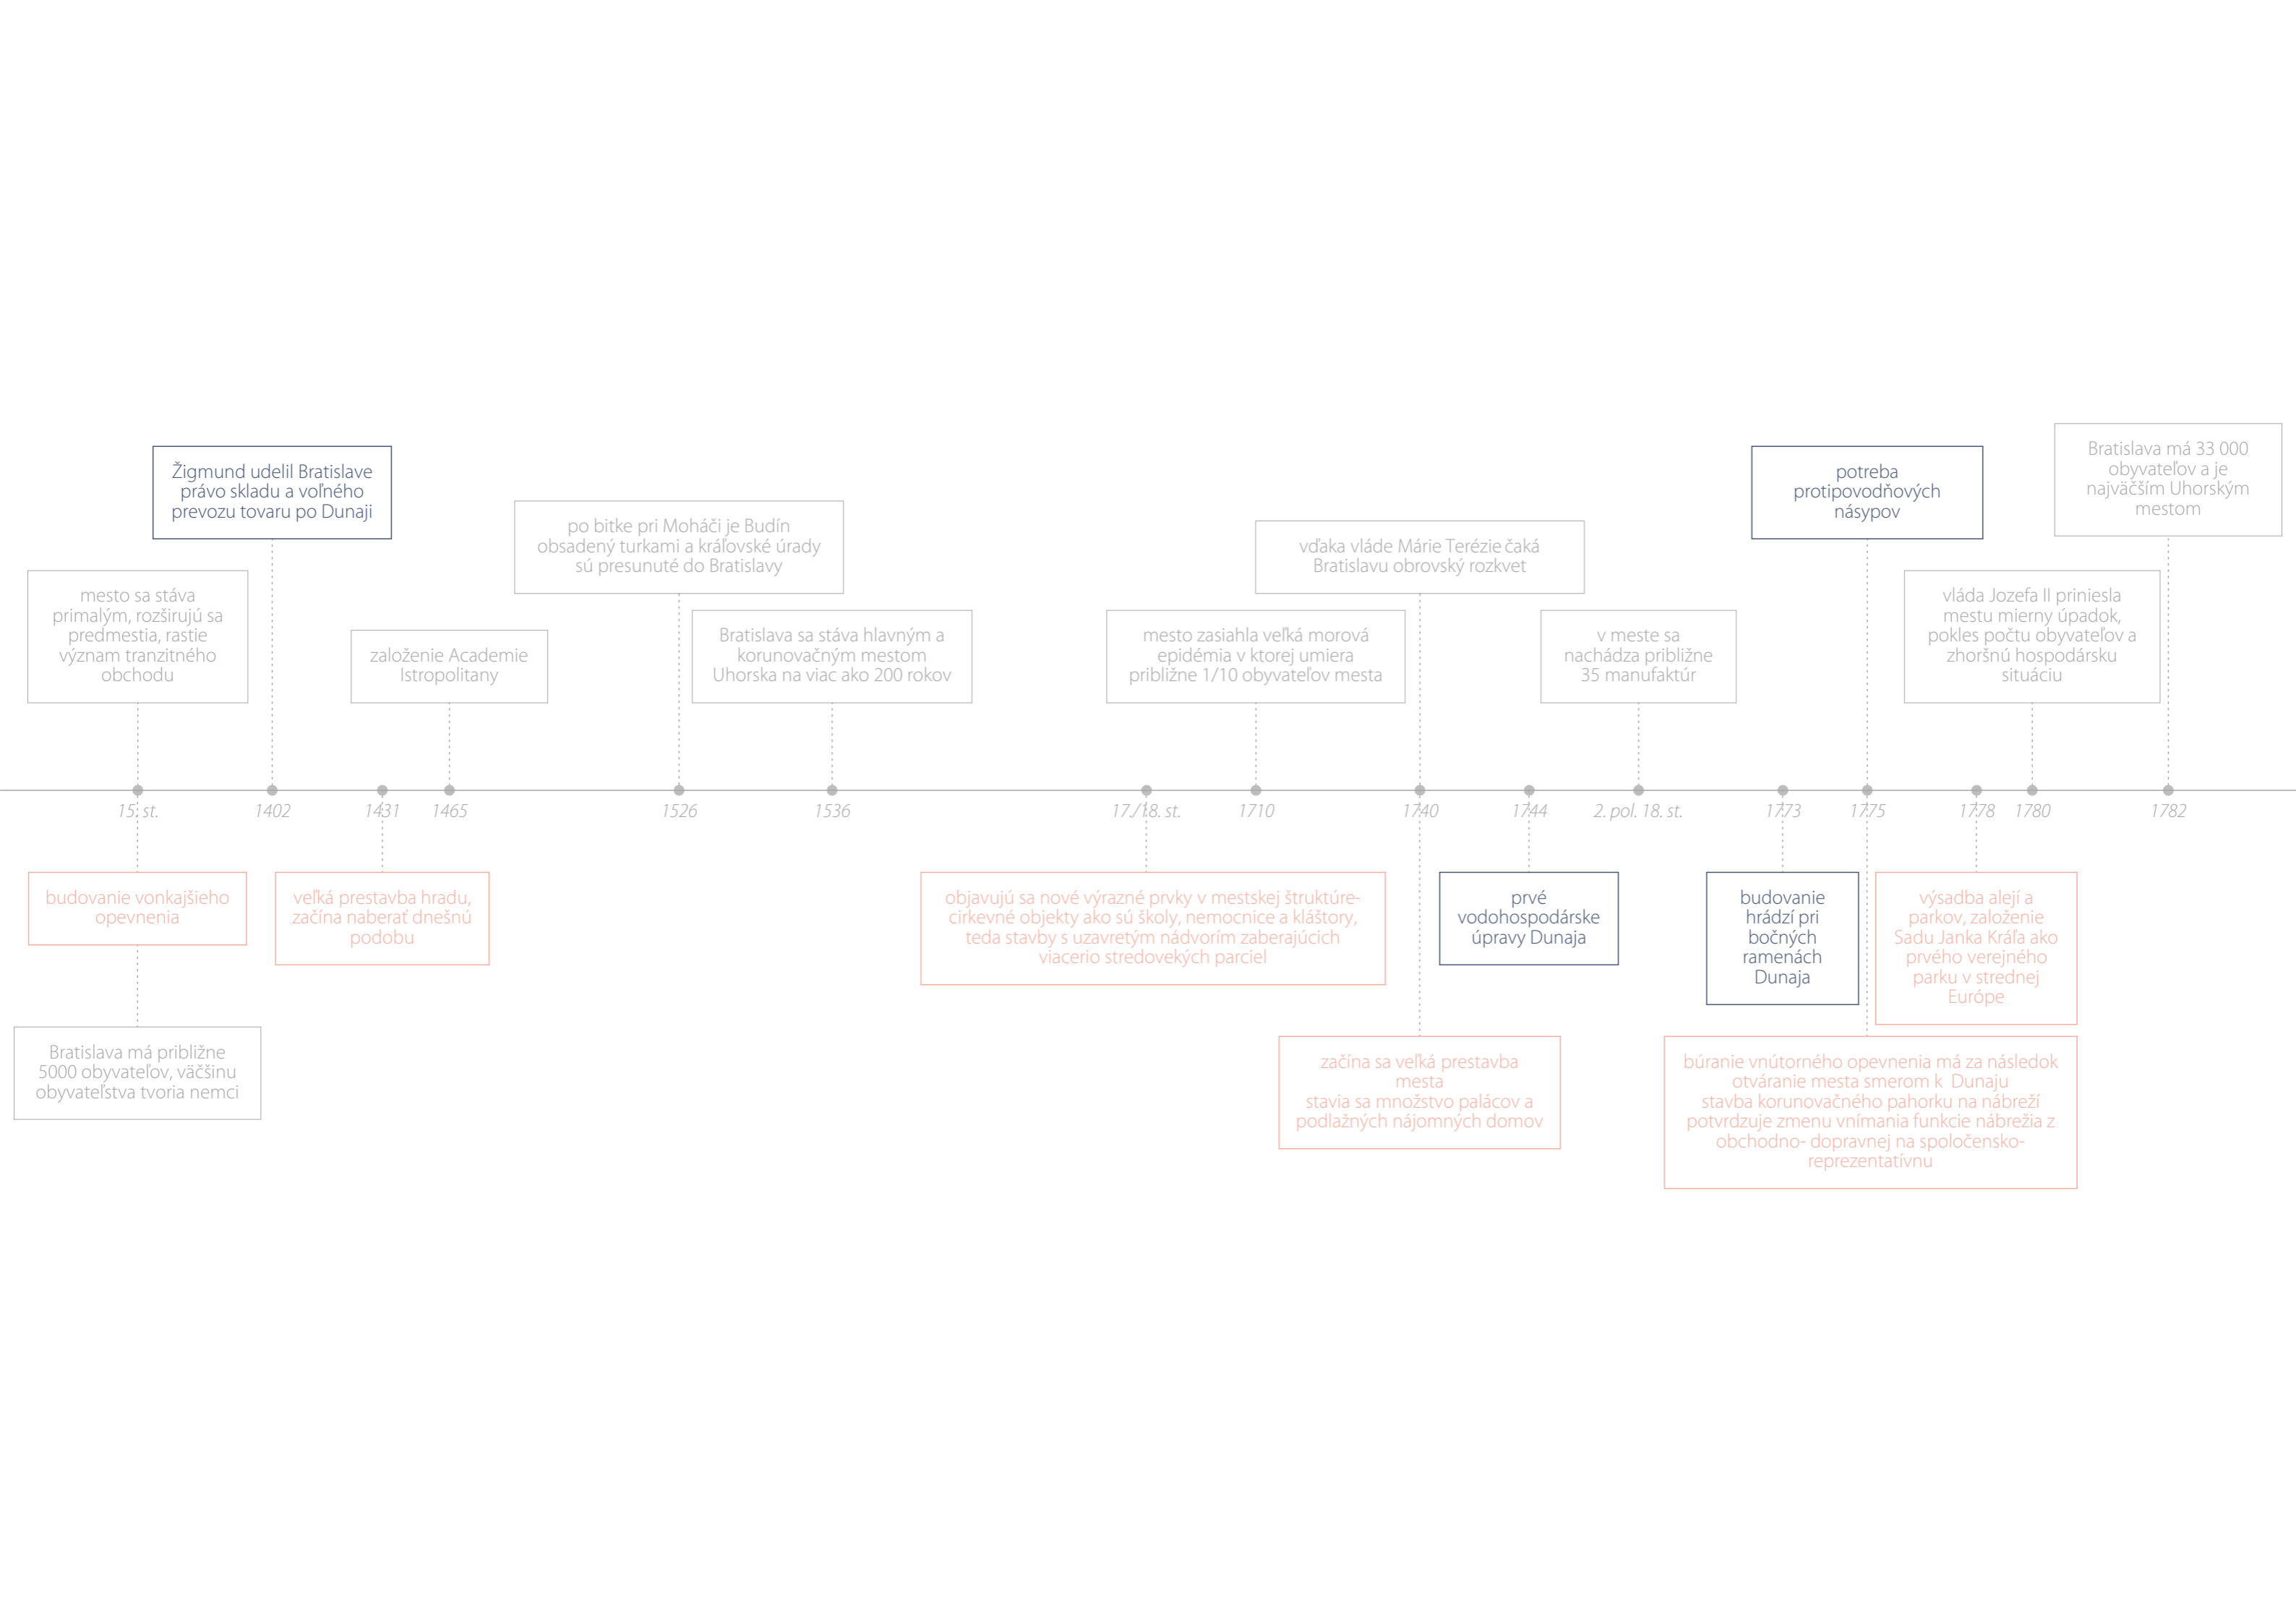 Žigmund udelil Bratislave
právo skladu a voľného
prevozu tovaru po Dunaji
potreba
protipovodňových
násypov
Bratislava má 33 000
obyvateľov a je
najväčším Uhorským
mestom
po bitke pri Moháči je Budín
obsadený turkami a kráľovské úrady
sú presunuté do Bratislavy
vďaka vláde Márie Terézie čaká
Bratislavu obrovský rozkvet
mesto sa stáva
primalým, rozširujú sa
predmestia, rastie
význam tranzitného
obchodu
založenie Academie
Istropolitany
Bratislava sa stáva hlavným a
korunovačným mestom
Uhorska na viac ako 200 rokov
mesto zasiahla veľká morová
epidémia v ktorej umiera
približne 1/10 obyvateľov mesta
v meste sa
nachádza približne
35 manufaktúr
vláda Jozefa II priniesla
mestu mierny úpadok,
pokles počtu obyvateľov a
zhoršnú hospodársku
situáciu
15. st.
1402
1431
1465
1526
1536
17./18. st.
1710
1740
1744
2. pol. 18. st.
1773
1775
1778
1780
1782
budovanie vonkajšieho
opevnenia
veľká prestavba hradu,
začína naberať dnešnú
podobu
objavujú sa nové výrazné prvky v mestskej štruktúre-
cirkevné objekty ako sú školy, nemocnice a kláštory,
teda stavby s uzavretým nádvorím zaberajúcich
viacerio stredovekých parciel
prvé
vodohospodárske
úpravy Dunaja
budovanie
hrádzí pri
bočných
ramenách
Dunaja
výsadba alejí a
parkov, založenie
Sadu Janka Kráľa ako
prvého verejného
parku v strednej
Európe
Bratislava má približne
5000 obyvateľov, väčšinu
obyvateľstva tvoria nemci
začína sa veľká prestavba
mesta
stavia sa množstvo palácov a
podlažných nájomných domov
búranie vnútorného opevnenia má za následok
otváranie mesta smerom k Dunaju
stavba korunovačného pahorku na nábreží
potvrdzuje zmenu vnímania funkcie nábrežia z
obchodno- dopravnej na spoločensko-
reprezentatívnu